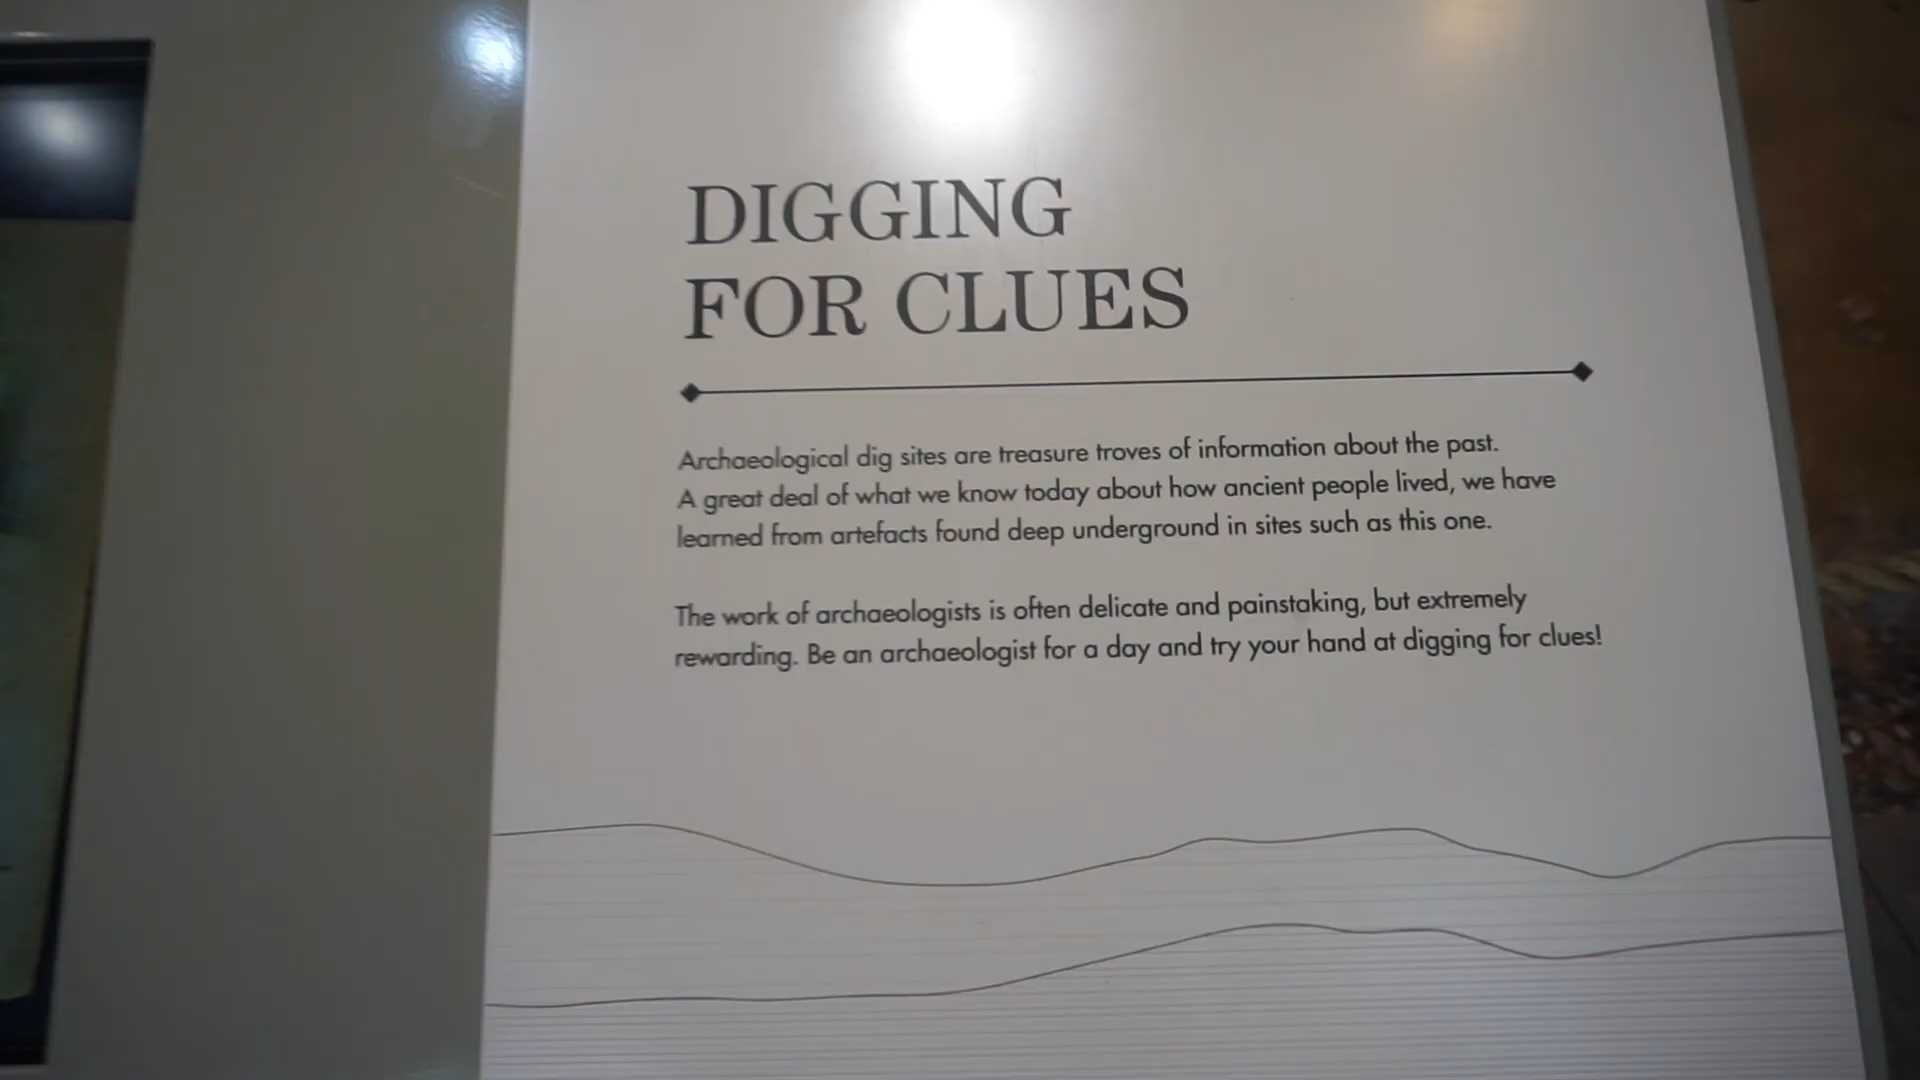 DIGGING
FOR CLUES
Archaeological dig sites are treasure troves of information about the past.
A great deal of what we know today about how ancient people lived, we have
learned from artefacts found deep underground in sites such as this one.
The work of archaeologists is often delicate and painstaking, but extremely
rewarding. Be an archaeologist for a day and try your hand at digging for clues!